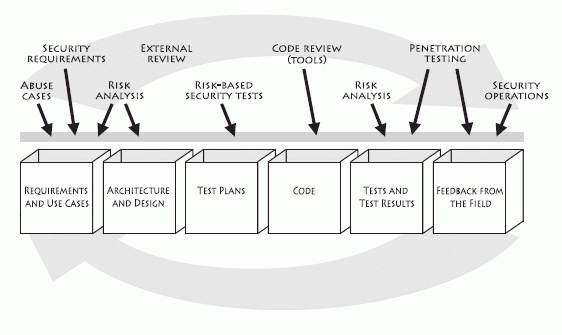 Security
Requirements
External
Review
Code Review
(Tools)
Penetration
Testing
Abuse
Cases
Risk
Analysis
Risk-Based
Security Tests
Risk
Analysis
Security
Operations
Requirements
and Use Cases
Architecture
and Design
Test Plans
Code
Tests and
Test Results
Feedback from
the Field